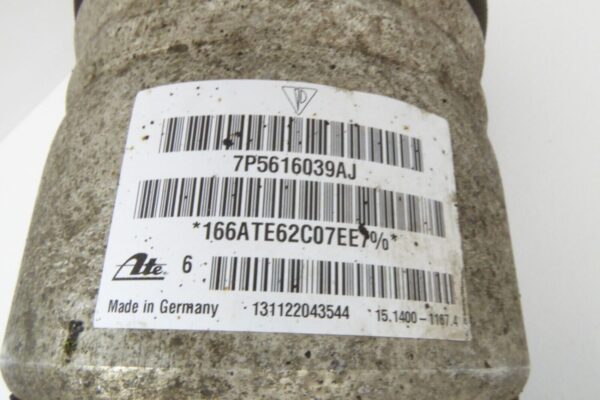 7P5616039AJ
*166ATE62C07EE7%*
Ate 6
Made in Germany 131122043544 15.1400-1167.4